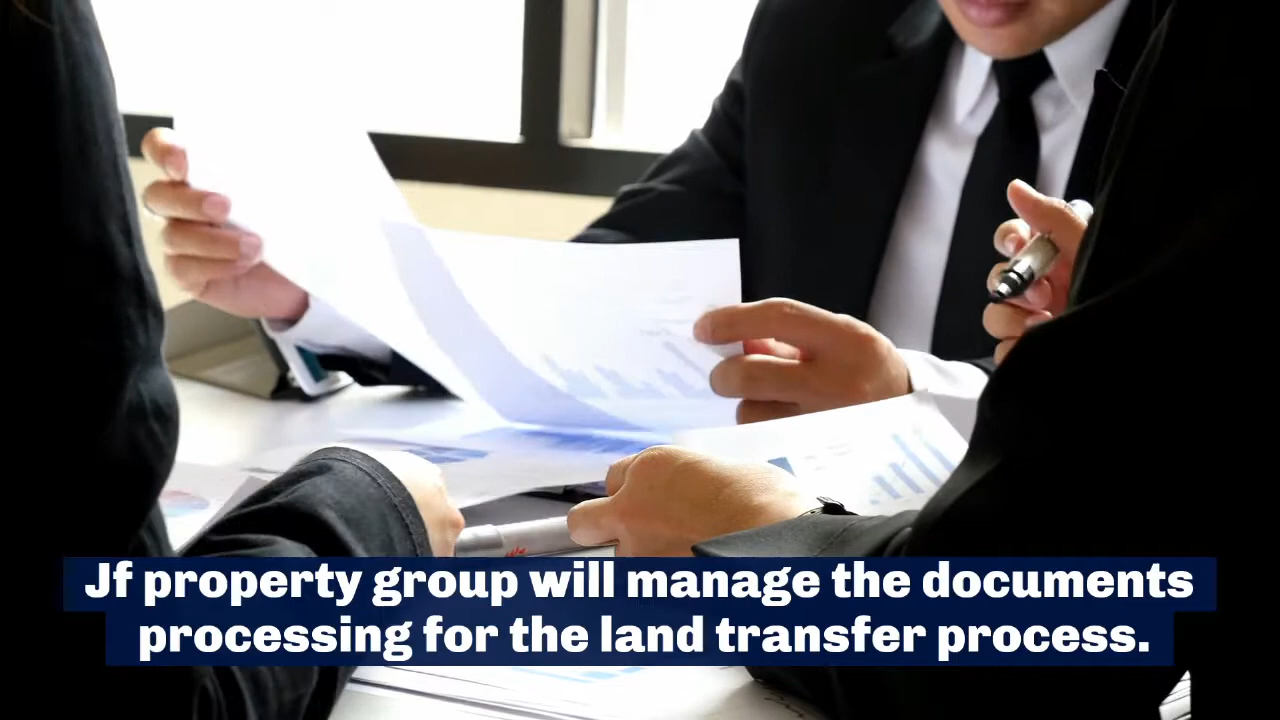 Jf property group will manage the documents
processing for the land transfer process.